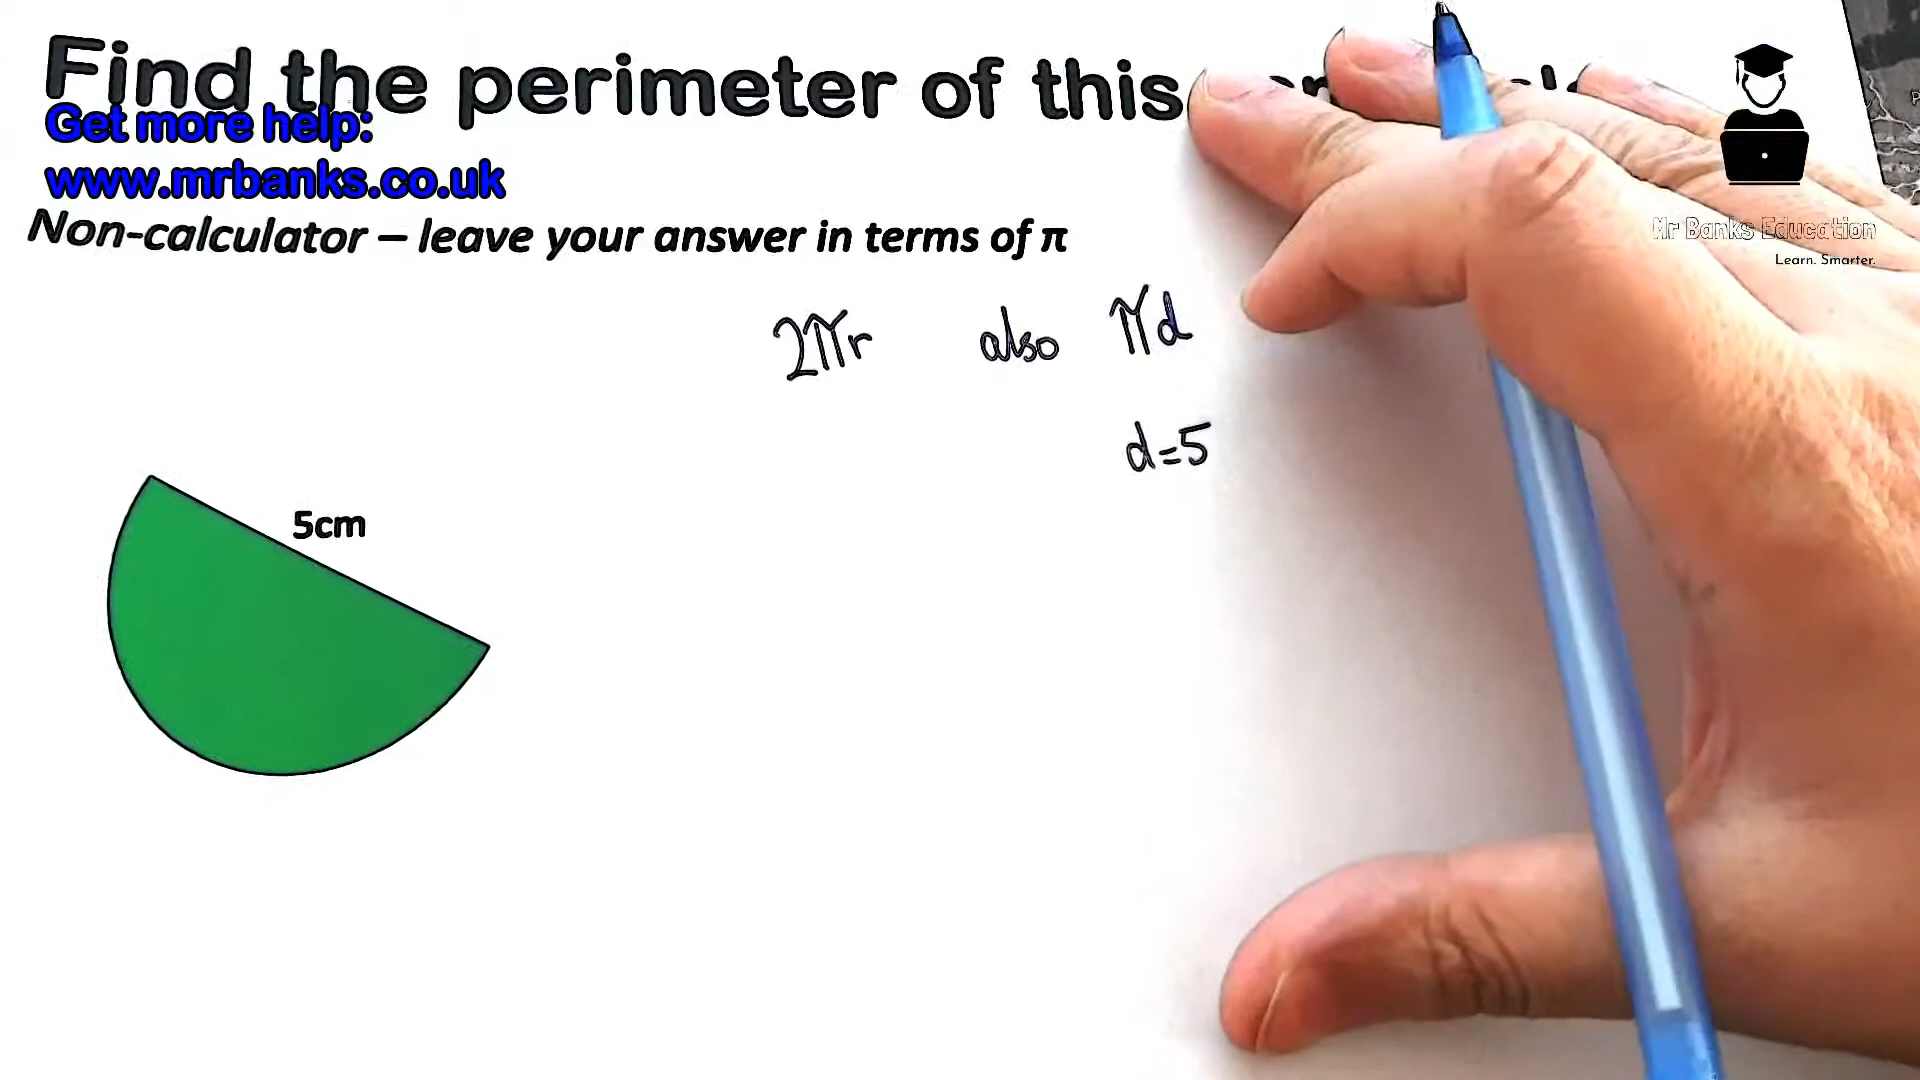 Find the perimeter of this
Get more help:
www.mrbanks.co.uk
Non-calculator – leave your answer in terms of π
Mr Banks Education
Learn. Smarter.
2πr also πd
d=5
5cm